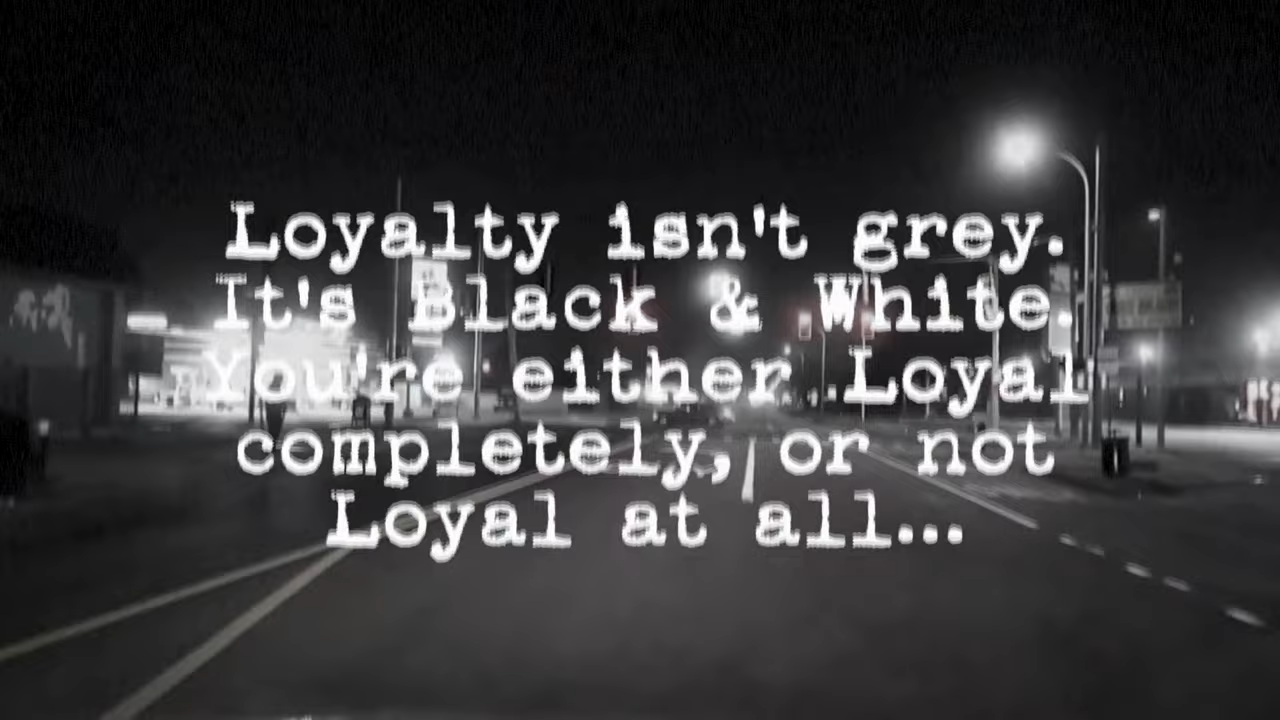 Loyalty isn't grey.
It's Black & White.
You're either Loyal
completely, or not
Loyal at all...